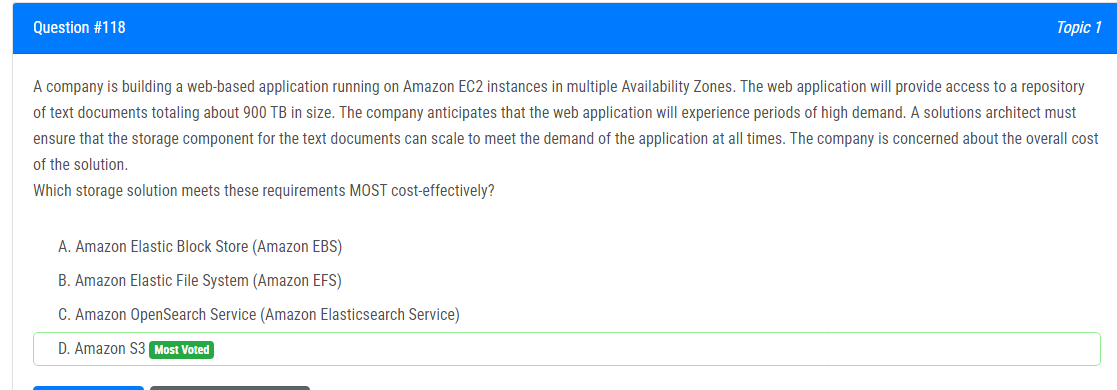 Question #118
Topic 1
A company is building a web-based application running on Amazon EC2 instances in multiple Availability Zones. The web application will provide access to a repository
of text documents totaling about 900 TB in size. The company anticipates that the web application will experience periods of high demand. A solutions architect must
ensure that the storage component for the text documents can scale to meet the demand of the application at all times. The company is concerned about the overall cost
of the solution.
Which storage solution meets these requirements MOST cost-effectively?
A. Amazon Elastic Block Store (Amazon EBS)
B. Amazon Elastic File System (Amazon EFS)
C. Amazon OpenSearch Service (Amazon Elasticsearch Service)
D. Amazon S3 Most Voted